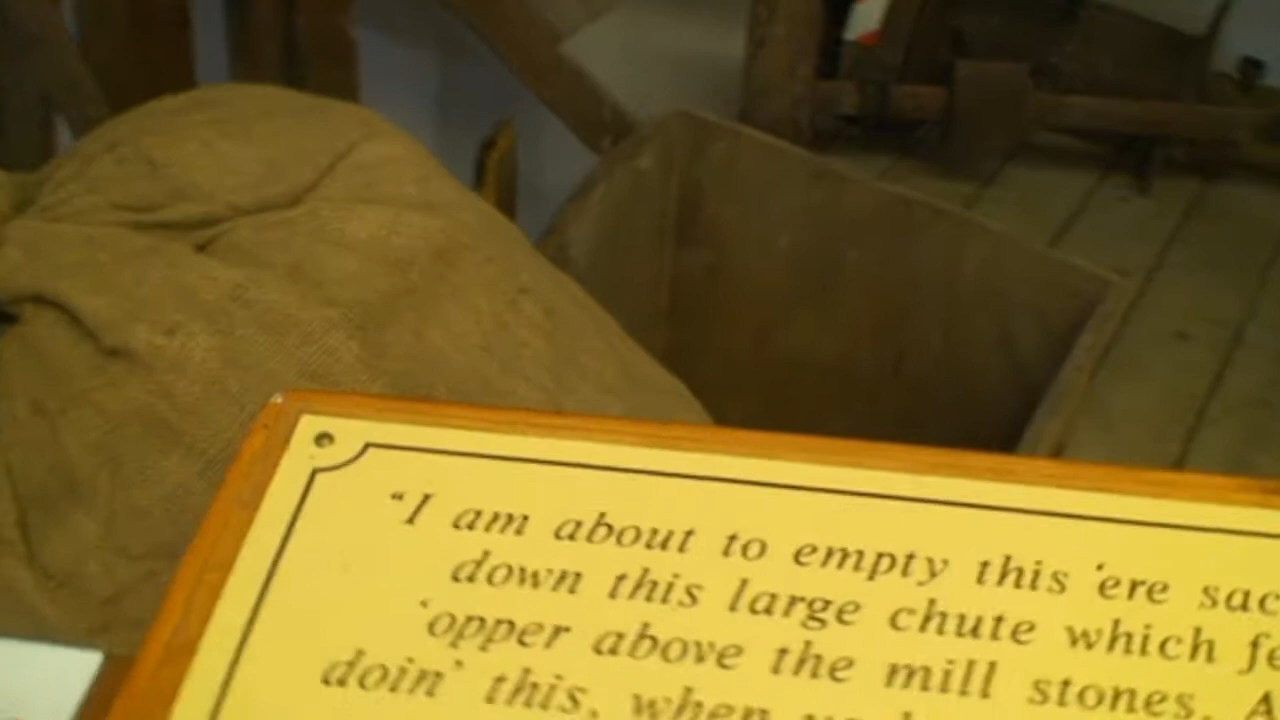 “I am about to empty this 'ere sac
down this large chute which fe
'opper above the mill stones. A
doin' this, when